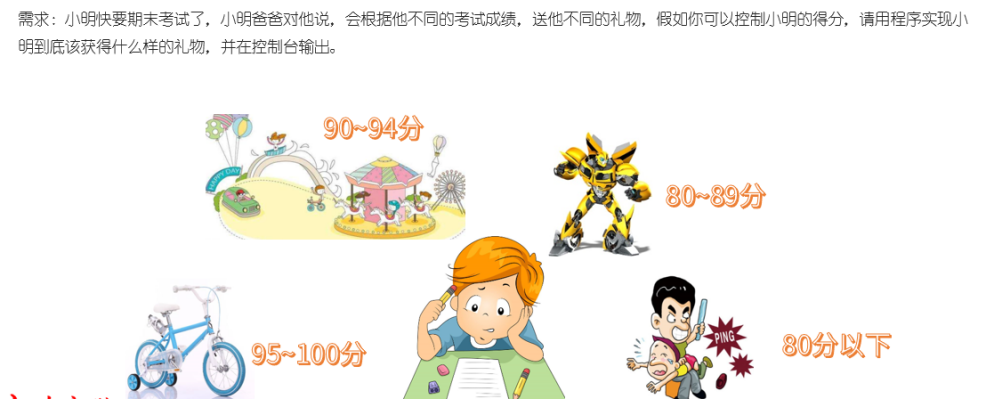 需求：小明快要期末考试了，小明爸爸对他说，会根据他不同的考试成绩，送他不同的礼物，假如你可以控制小明的得分，请用程序实现小
明到底该获得什么样的礼物，并在控制台输出。
90~94分
HAPPY DAY
80~89分
95~100分
PING
80分以下